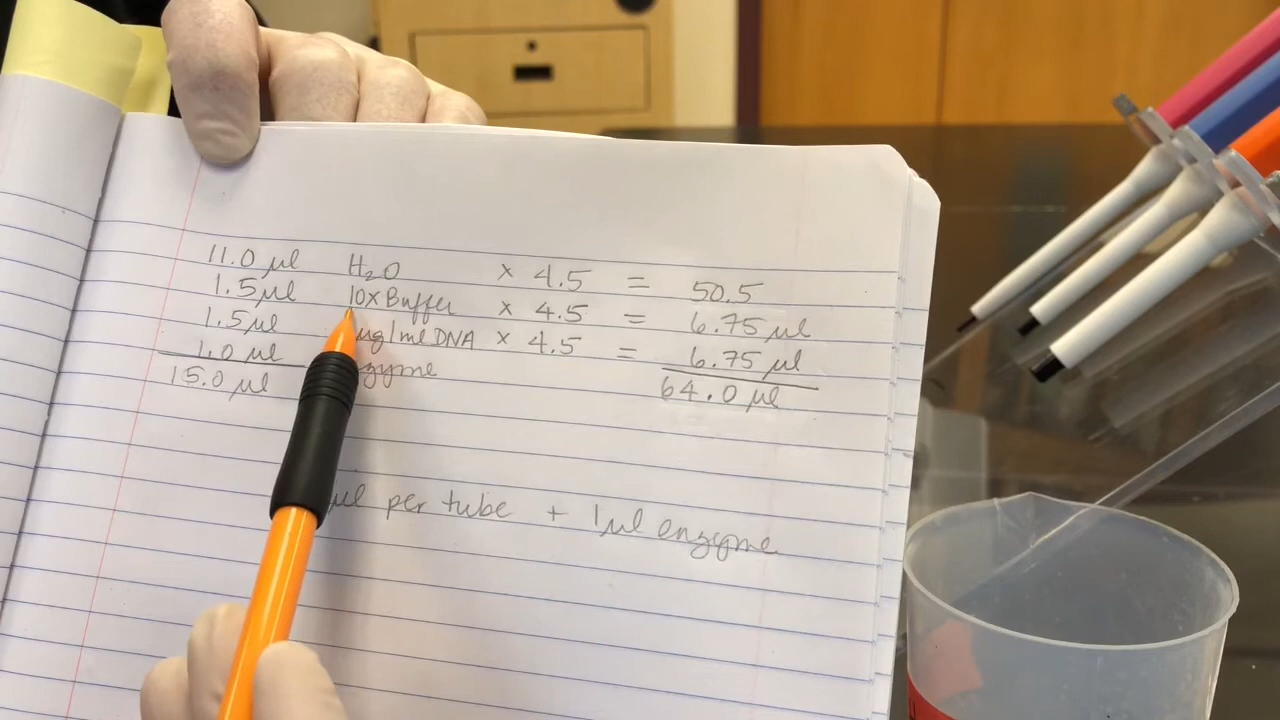 11.0 µl H₂O × 4.5 = 50.5
1.5 µl 10x Buffer × 4.5 = 6.75 µl
1.5 µl µg/ml DNA × 4.5 = 6.75 µl
1.0 µl
15.0 µl 64.0 µl
µl per tube + 1 µl enzyme